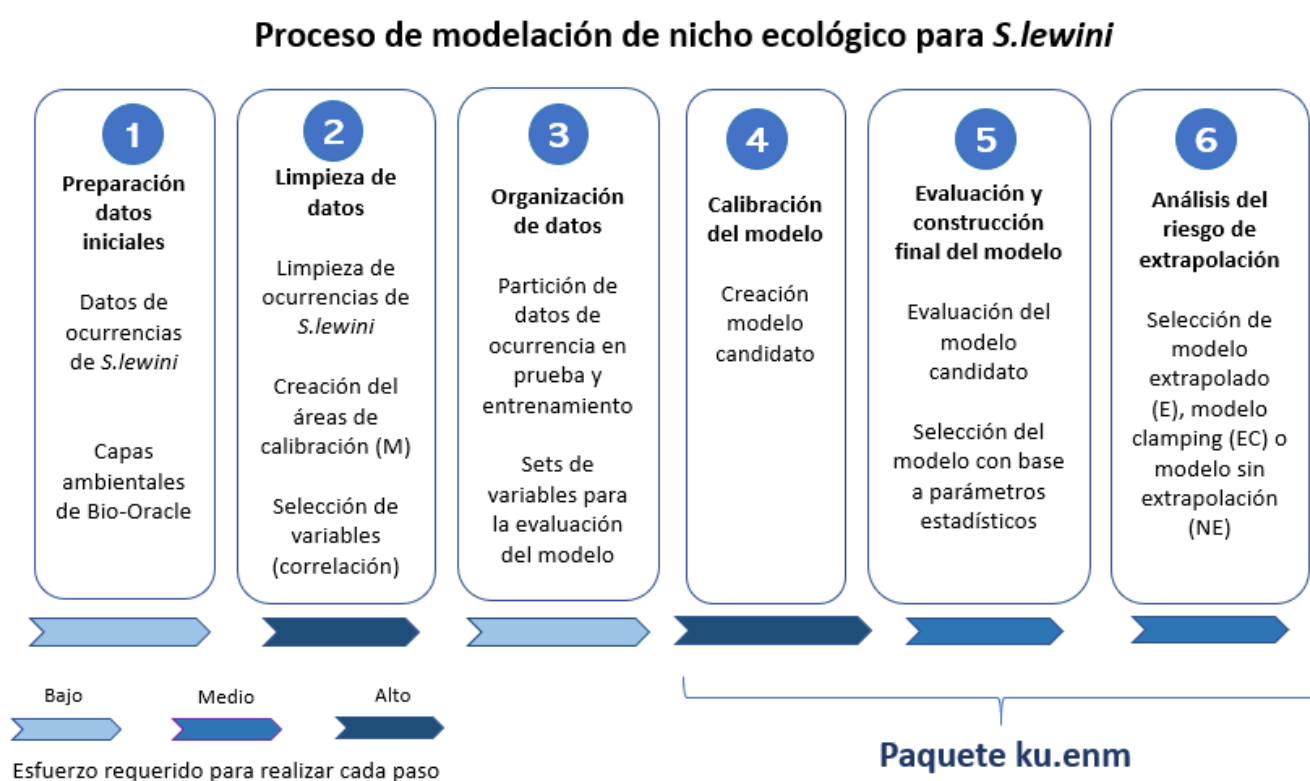 Proceso de modelación de nicho ecológico para S.lewini
1
Preparación
datos
iniciales
Datos de
ocurrencias
de S.lewini
Capas
ambientales
de Bio-Oracle
2
Limpieza de
datos
Limpieza de
ocurrencias de
S.lewini
Creación del
áreas de
calibración (M)
Selección de
variables
(correlación)
3
Organización
de datos
Partición de
datos de
ocurrencia en
prueba y
entrenamiento
Sets de
variables para
la evaluación
del modelo
4
Calibración
del modelo
Creación
modelo
candidato
5
Evaluación y
construcción
final del modelo
Evaluación del
modelo
candidato
Selección del
modelo con base
a parámetros
estadísticos
6
Análisis del
riesgo de
extrapolación
Selección de
modelo
extrapolado
(E), modelo
clamping (EC) o
modelo sin
extrapolación
(NE)
Bajo
Medio
Alto
Esfuerzo requerido para realizar cada paso
Paquete ku.enm